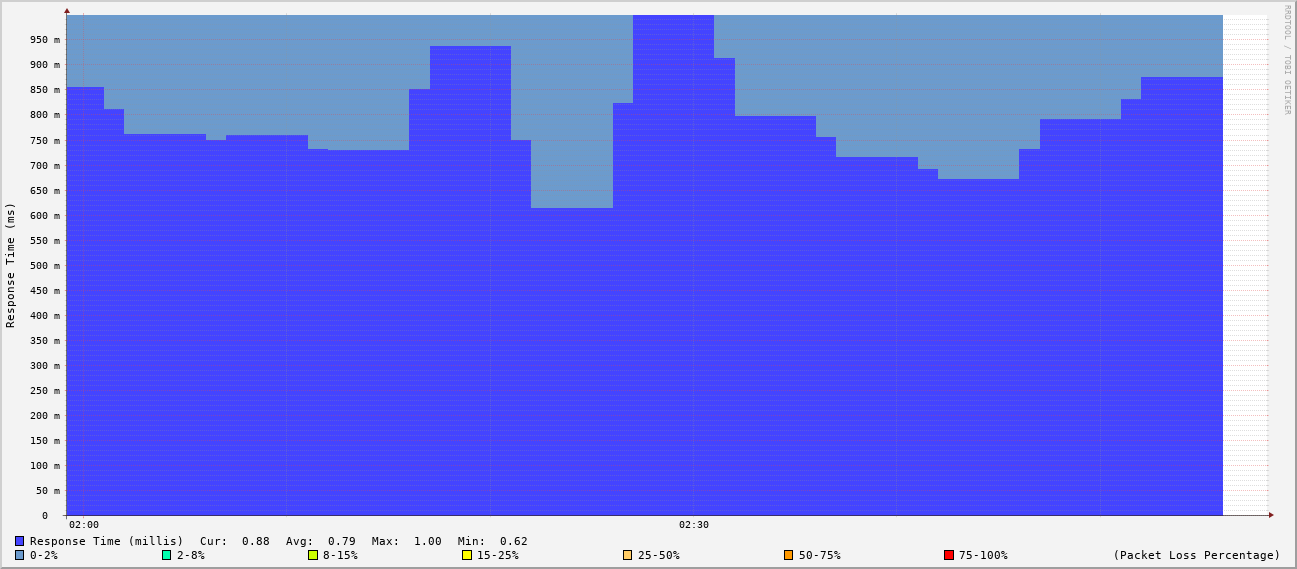 RRDTOOL / TOBI OETIKER
Response Time (ms)
950 m
900 m
850 m
800 m
750 m
700 m
650 m
600 m
550 m
500 m
450 m
400 m
350 m
300 m
250 m
200 m
150 m
100 m
50 m
0
02:00 02:30
Response Time (millis) Cur: 0.88 Avg: 0.79 Max: 1.00 Min: 0.62
0-2% 2-8% 8-15% 15-25% 25-50% 50-75% 75-100% (Packet Loss Percentage)